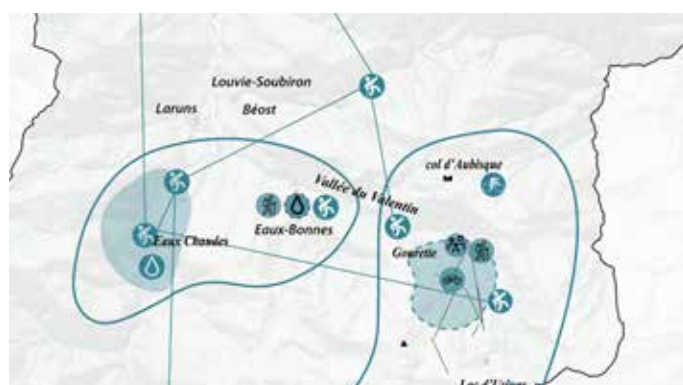 Louvie-Soubiron
Laruns
Béost
col d'Aubisque
Vallée du Valentin
Eaux-Bonnes
Eaux Chaudes
Gourette